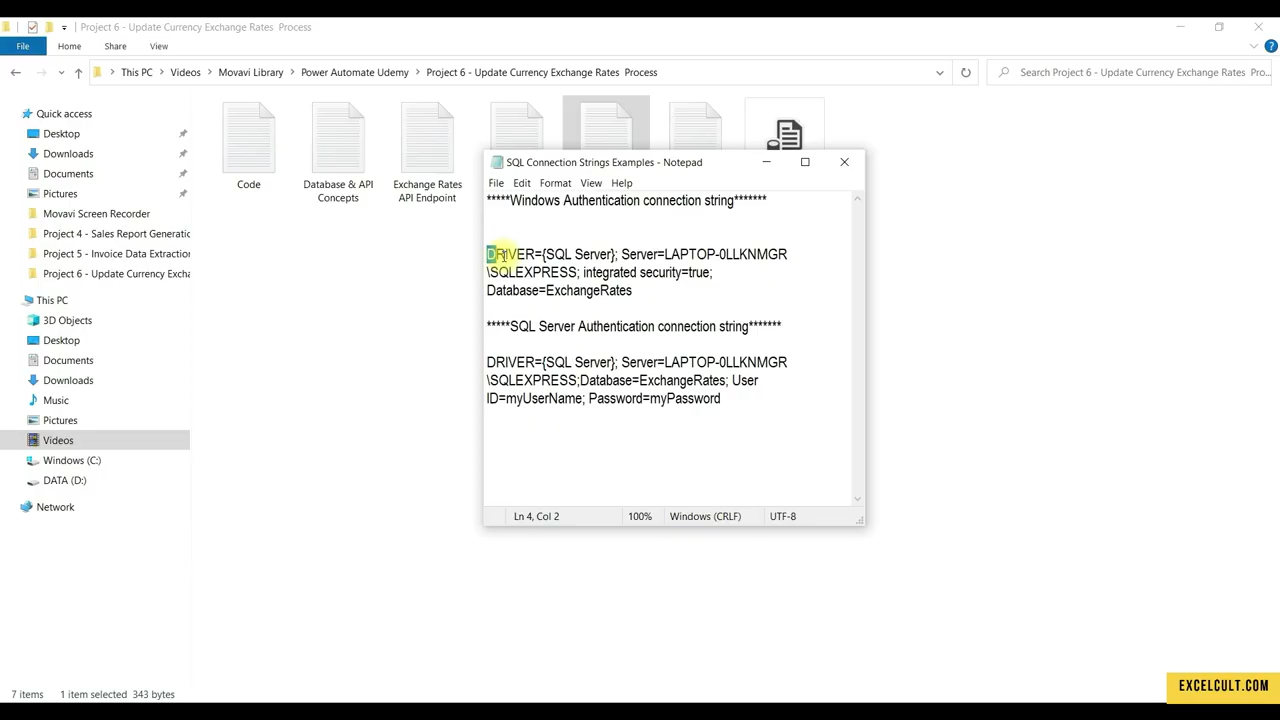 Project 6 - Update Currency Exchange Rates Process
File Home Share View
This PC Videos Movavi Library Power Automate Udemy Project 6 - Update Currency Exchange Rates Process
Search Project 6 - Update Currency Exchange Rates Pro...
Quick access
Desktop
Downloads
Documents
Pictures
Movavi Screen Recorder
Project 4 - Sales Report Generatic
Project 5 - Invoice Data Extraction
Project 6 - Update Currency Excha
This PC
3D Objects
Desktop
Documents
Downloads
Music
Pictures
Videos
Windows (C:)
DATA (D:)
Network
Code
Database & API
Concepts
Exchange Rates
API Endpoint
SQL Connection Strings Examples - Notepad
File Edit Format View Help
*****Windows Authentication connection string*******
DRIVER={SQL Server}; Server=LAPTOP-0LLKNMGR
\SQLEXPRESS; integrated security=true;
Database=ExchangeRates
*****SQL Server Authentication connection string*******
DRIVER={SQL Server}; Server=LAPTOP-0LLKNMGR
\SQLEXPRESS;Database=ExchangeRates; User
ID=myUserName; Password=myPassword
Ln 4, Col 2 100% Windows (CRLF) UTF-8
7 items 1 item selected 343 bytes
EXCELCULT.COM